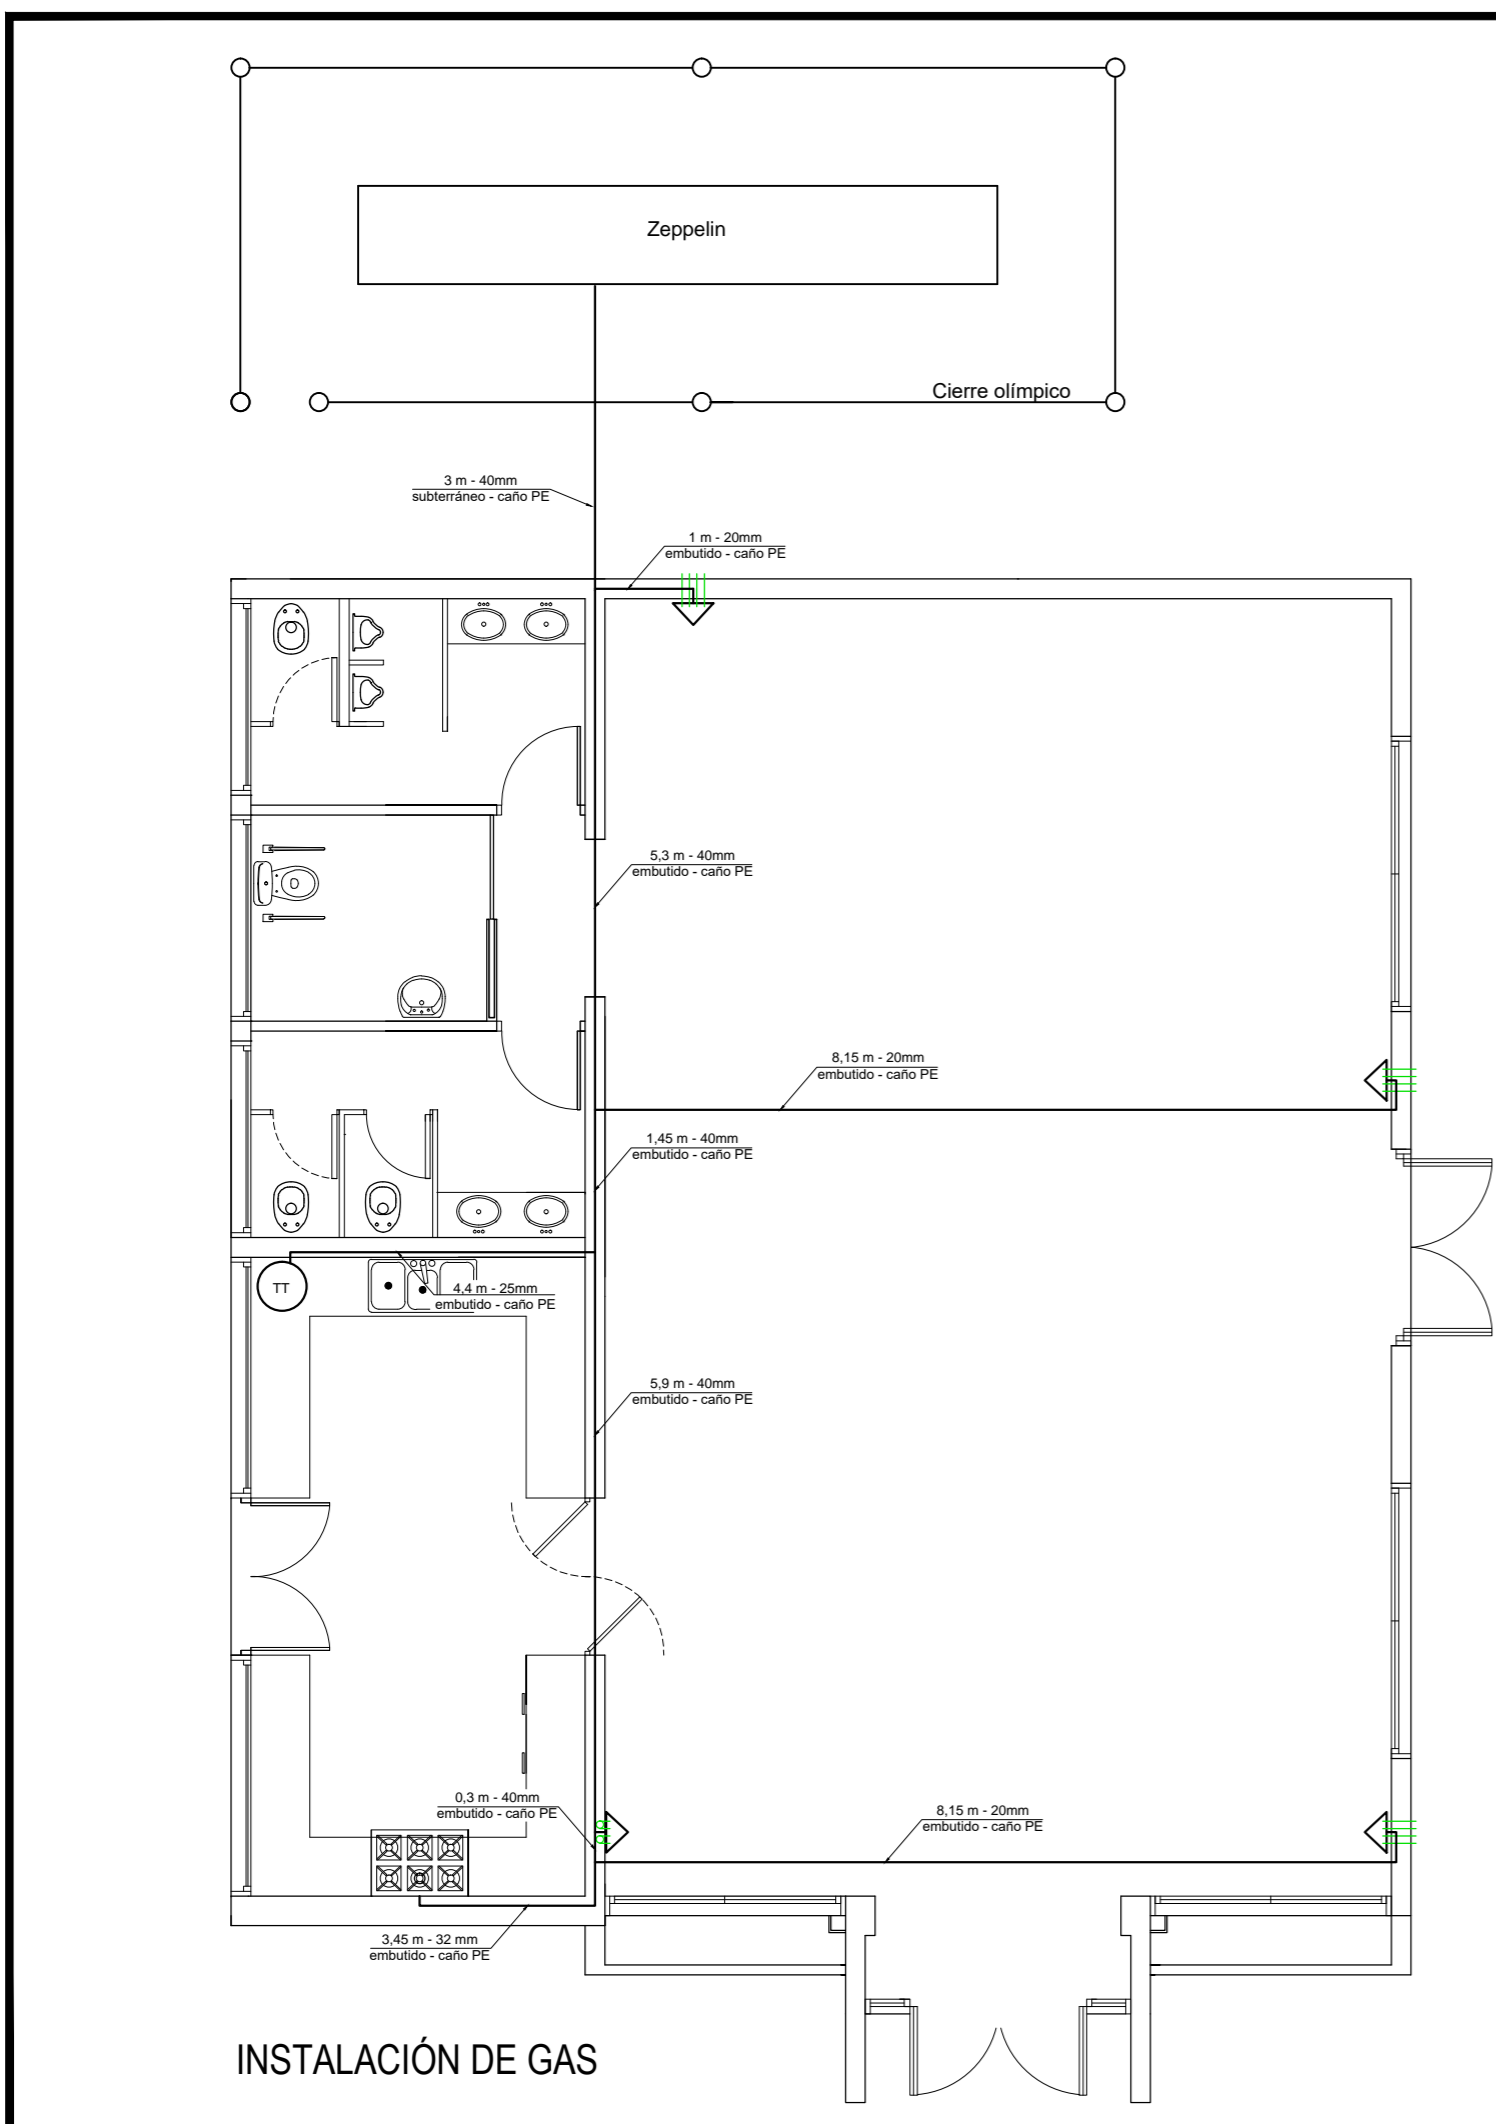 Zeppelin
Cierre olímpico
3 m - 40mm
subterráneo - caño PE
1 m - 20mm
embutido - caño PE
5,3 m - 40mm
embutido - caño PE
8,15 m - 20mm
embutido - caño PE
1,45 m - 40mm
embutido - caño PE
TT
4,4 m - 25mm
embutido - caño PE
5,9 m - 40mm
embutido - caño PE
0,3 m - 40mm
embutido - caño PE
8,15 m - 20mm
embutido - caño PE
3,45 m - 32 mm
embutido - caño PE
INSTALACIÓN DE GAS